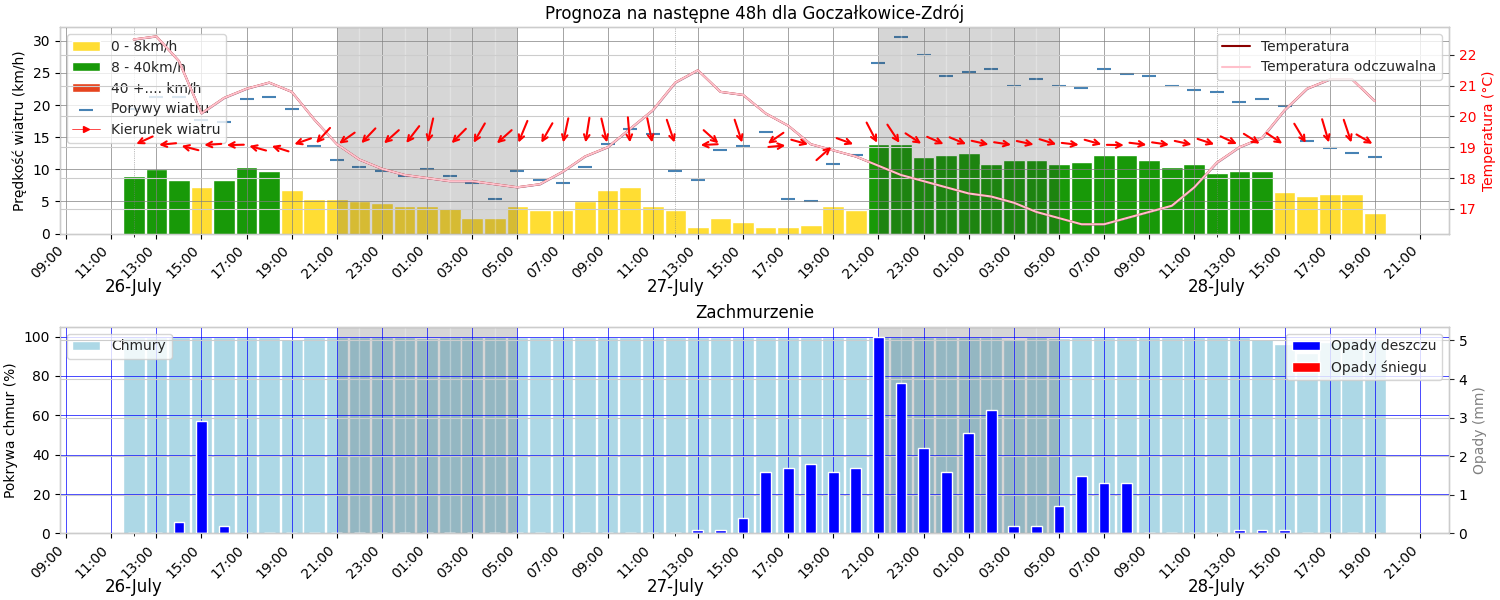 Prognoza na następne 48h dla Goczałkowice-Zdrój
Prędkość wiatru (km/h)
30
25
20
15
10
5
0
0 - 8km/h
8 - 40km/h
40 +.... km/h
Porywy wiatru
Kierunek wiatru
Temperatura
Temperatura odczuwalna
22
21
20
19
18
17
Temperatura (°C)
09:00 11:00 13:00 15:00 17:00 19:00 21:00 23:00 01:00 03:00 05:00 07:00 09:00 11:00 13:00 15:00 17:00 19:00 21:00 23:00 01:00 03:00 05:00 07:00 09:00 11:00 13:00 15:00 17:00 19:00 21:00
26-July 27-July 28-July
Zachmurzenie
Pokrywa chmur (%)
100
80
60
40
20
0
Chmury
Opady deszczu
Opady śniegu
5
4
3
2
1
0
Opady (mm)
09:00 11:00 13:00 15:00 17:00 19:00 21:00 23:00 01:00 03:00 05:00 07:00 09:00 11:00 13:00 15:00 17:00 19:00 21:00 23:00 01:00 03:00 05:00 07:00 09:00 11:00 13:00 15:00 17:00 19:00 21:00
26-July 27-July 28-July